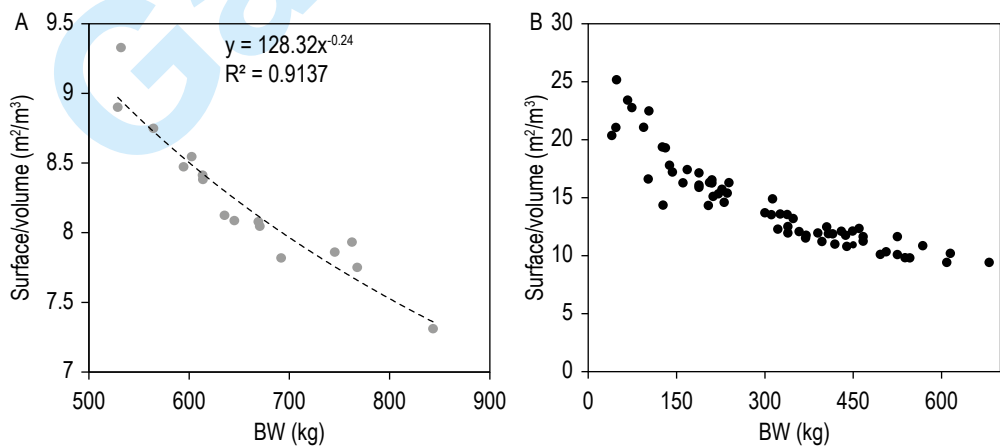 A
9.5
9
8.5
8
7.5
7
Surface/volume (m²/m³)
y = 128.32x^-0.24
R² = 0.9137
500
600
700
800
900
BW (kg)
B
30
25
20
15
10
5
0
Surface/volume (m²/m³)
0
150
300
450
600
BW (kg)